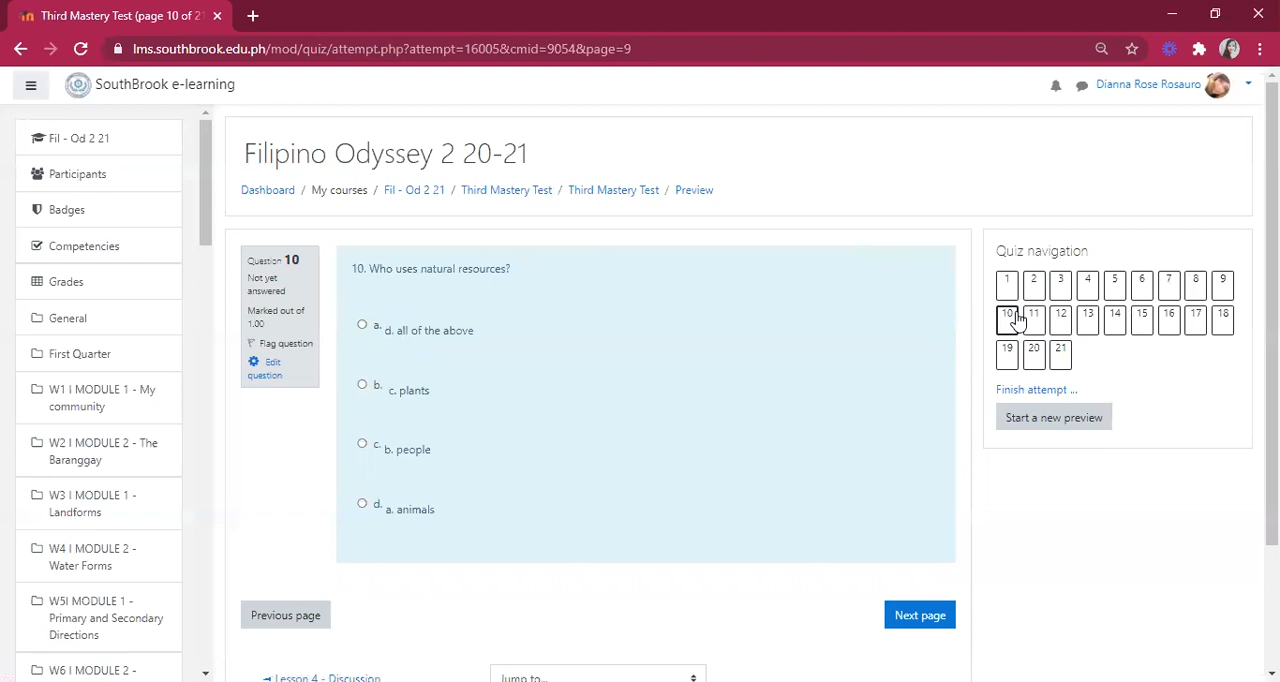 Third Mastery Test (page 10 of 21
lms.southbrook.edu.ph/mod/quiz/attempt.php?attempt=16005&cmid=9054&page=9
SouthBrook e-learning
Dianna Rose Rosauro
Fil - Od 2 21
Participants
Badges
Competencies
Grades
General
First Quarter
W1 I MODULE 1 - My
community
W2 I MODULE 2 - The
Baranggay
W3 I MODULE 1 -
Landforms
W4 I MODULE 2 -
Water Forms
W5I MODULE 1 -
Primary and Secondary
Directions
W6 I MODULE 2 -
Filipino Odyssey 2 20-21
Dashboard / My courses / Fil - Od 2 21 / Third Mastery Test / Third Mastery Test / Preview
Question 10
Not yet
answered
Marked out of
1.00
Flag question
Edit
question
10. Who uses natural resources?
a. d. all of the above
b. c. plants
c. b. people
d. a. animals
Previous page
Next page
◄ Lesson 4 - Discussion
Jump to...
Quiz navigation
1 2 3 4 5 6 7 8 9
10 11 12 13 14 15 16 17 18
19 20 21
Finish attempt ...
Start a new preview